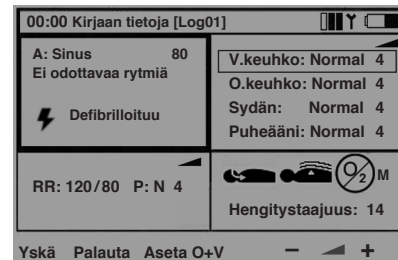 00:00 Kirjaan tietoja [Log01]
A: Sinus 80
Ei odottavaa rytmiä
Defibrilloituu
V.keuhko: Normal 4
O.keuhko: Normal 4
Sydän: Normal 4
Puheääni: Normal 4
RR: 120/80 P: N 4
O2 M
Hengitystaajuus: 14
Yskä Palauta Aseta O+V − +